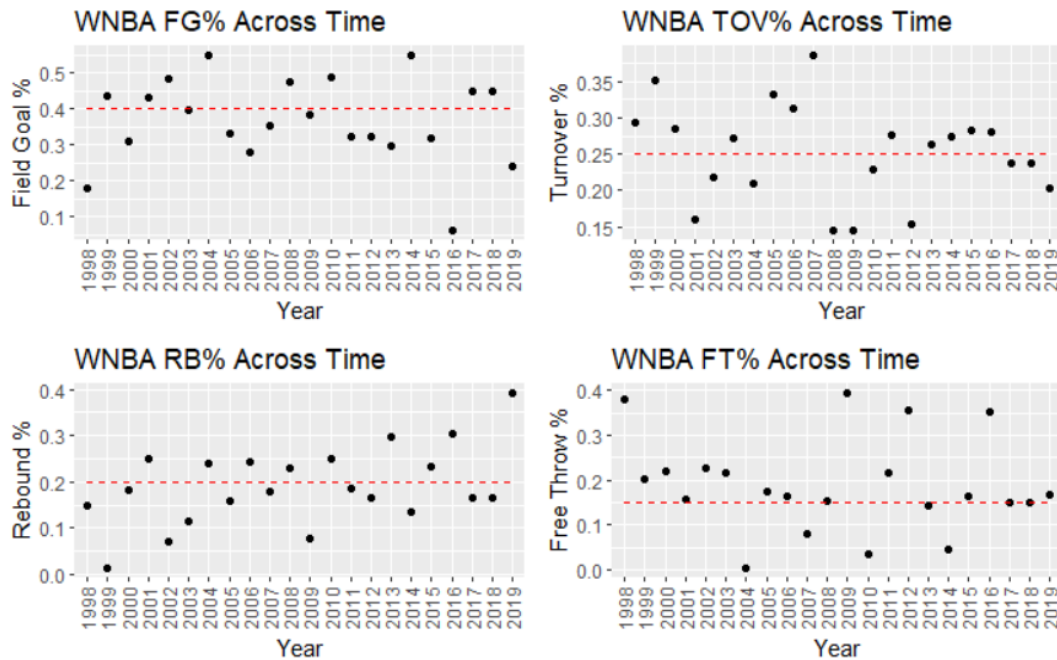 WNBA FG% Across Time
Field Goal %
0.5
0.4
0.3
0.2
0.1
1998 1999 2000 2001 2002 2003 2004 2005 2006 2007 2008 2009 2010 2011 2012 2013 2014 2015 2016 2017 2018 2019
Year
WNBA TOV% Across Time
Turnover %
0.35
0.30
0.25
0.20
0.15
1998 1999 2000 2001 2002 2003 2004 2005 2006 2007 2008 2009 2010 2011 2012 2013 2014 2015 2016 2017 2018 2019
Year
WNBA RB% Across Time
Rebound %
0.4
0.3
0.2
0.1
0.0
1998 1999 2000 2001 2002 2003 2004 2005 2006 2007 2008 2009 2010 2011 2012 2013 2014 2015 2016 2017 2018 2019
Year
WNBA FT% Across Time
Free Throw %
0.4
0.3
0.2
0.1
0.0
1998 1999 2000 2001 2002 2003 2004 2005 2006 2007 2008 2009 2010 2011 2012 2013 2014 2015 2016 2017 2018 2019
Year